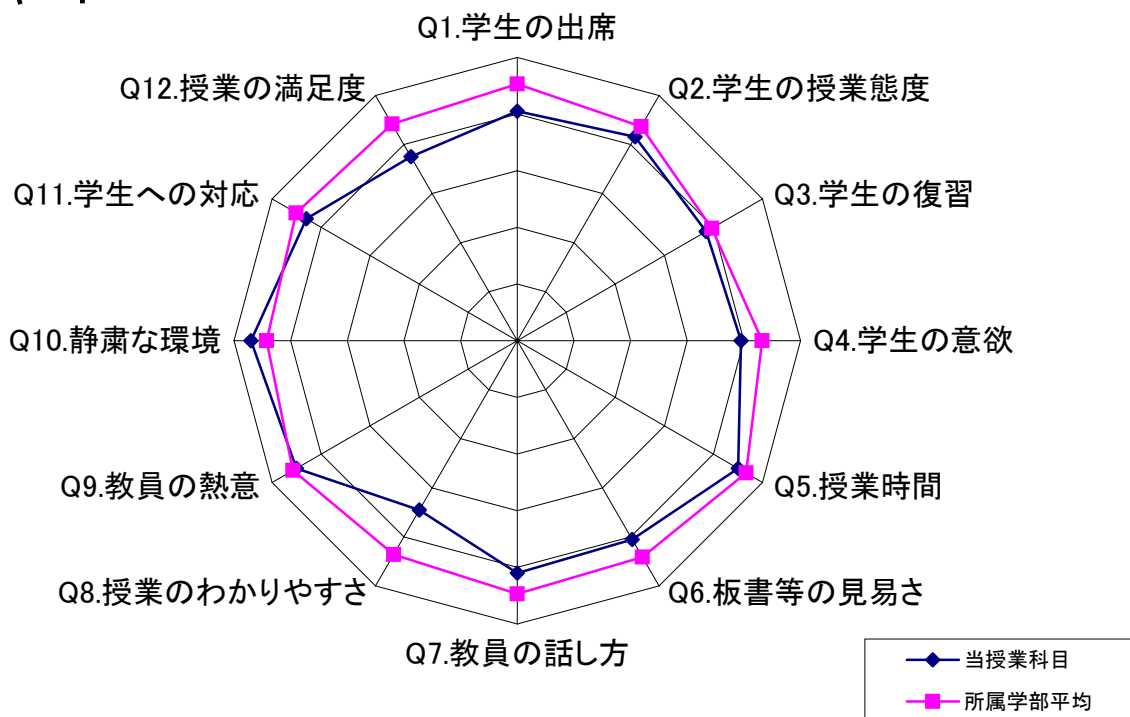 Q1.学生の出席
Q2.学生の授業態度
Q3.学生の復習
Q4.学生の意欲
Q5.授業時間
Q6.板書等の見易さ
Q7.教員の話し方
Q8.授業のわかりやすさ
Q9.教員の熱意
Q10.静粛な環境
Q11.学生への対応
Q12.授業の満足度
当授業科目
所属学部平均